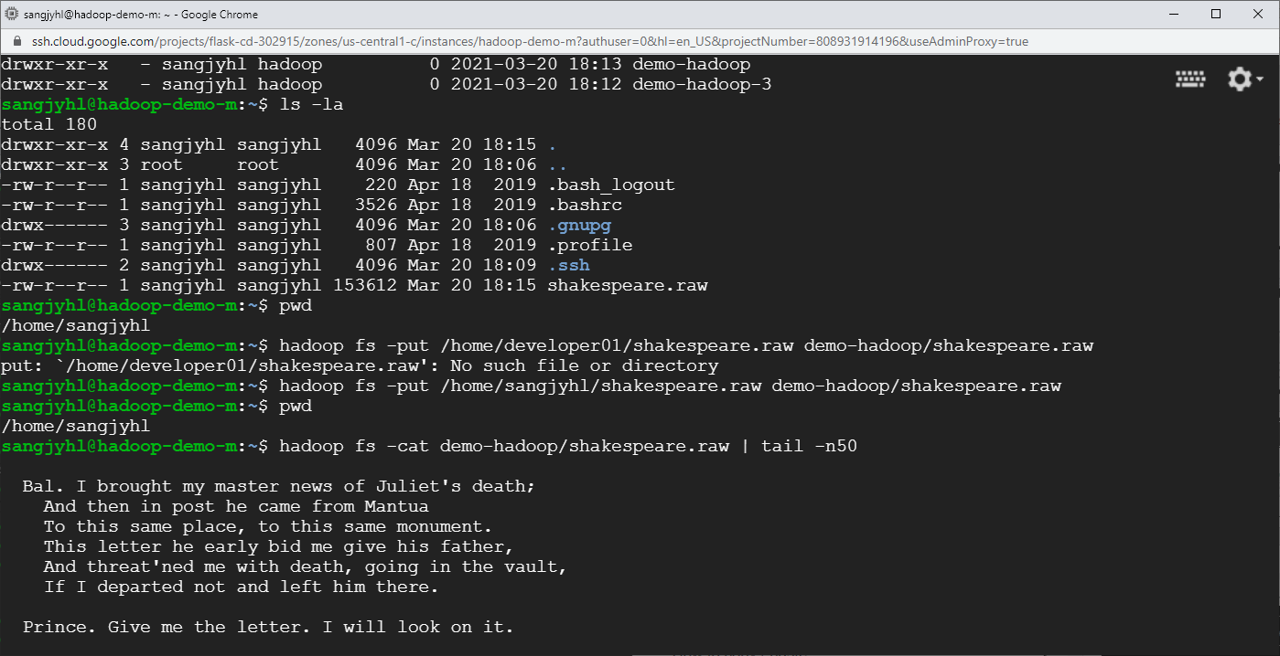 sangjyhl@hadoop-demo-m: ~ - Google Chrome
ssh.cloud.google.com/projects/flask-cd-302915/zones/us-central1-c/instances/hadoop-demo-m?authuser=0&hl=en_US&projectNumber=808931914196&useAdminProxy=true
drwxr-xr-x   - sangjyhl hadoop          0 2021-03-20 18:13 demo-hadoop
drwxr-xr-x   - sangjyhl hadoop          0 2021-03-20 18:12 demo-hadoop-3
sangjyhl@hadoop-demo-m:~$ ls -la
total 180
drwxr-xr-x 4 sangjyhl sangjyhl   4096 Mar 20 18:15 .
drwxr-xr-x 3 root     root       4096 Mar 20 18:06 ..
-rw-r--r-- 1 sangjyhl sangjyhl    220 Apr 18  2019 .bash_logout
-rw-r--r-- 1 sangjyhl sangjyhl   3526 Apr 18  2019 .bashrc
drwx------ 3 sangjyhl sangjyhl   4096 Mar 20 18:06 .gnupg
-rw-r--r-- 1 sangjyhl sangjyhl    807 Apr 18  2019 .profile
drwx------ 2 sangjyhl sangjyhl   4096 Mar 20 18:09 .ssh
-rw-r--r-- 1 sangjyhl sangjyhl 153612 Mar 20 18:15 shakespeare.raw
sangjyhl@hadoop-demo-m:~$ pwd
/home/sangjyhl
sangjyhl@hadoop-demo-m:~$ hadoop fs -put /home/developer01/shakespeare.raw demo-hadoop/shakespeare.raw
put: `/home/developer01/shakespeare.raw': No such file or directory
sangjyhl@hadoop-demo-m:~$ hadoop fs -put /home/sangjyhl/shakespeare.raw demo-hadoop/shakespeare.raw
sangjyhl@hadoop-demo-m:~$ pwd
/home/sangjyhl
sangjyhl@hadoop-demo-m:~$ hadoop fs -cat demo-hadoop/shakespeare.raw | tail -n50
  Bal. I brought my master news of Juliet's death;
    And then in post he came from Mantua
    To this same place, to this same monument.
    This letter he early bid me give his father,
    And threat'ned me with death, going in the vault,
    If I departed not and left him there.
  Prince. Give me the letter. I will look on it.